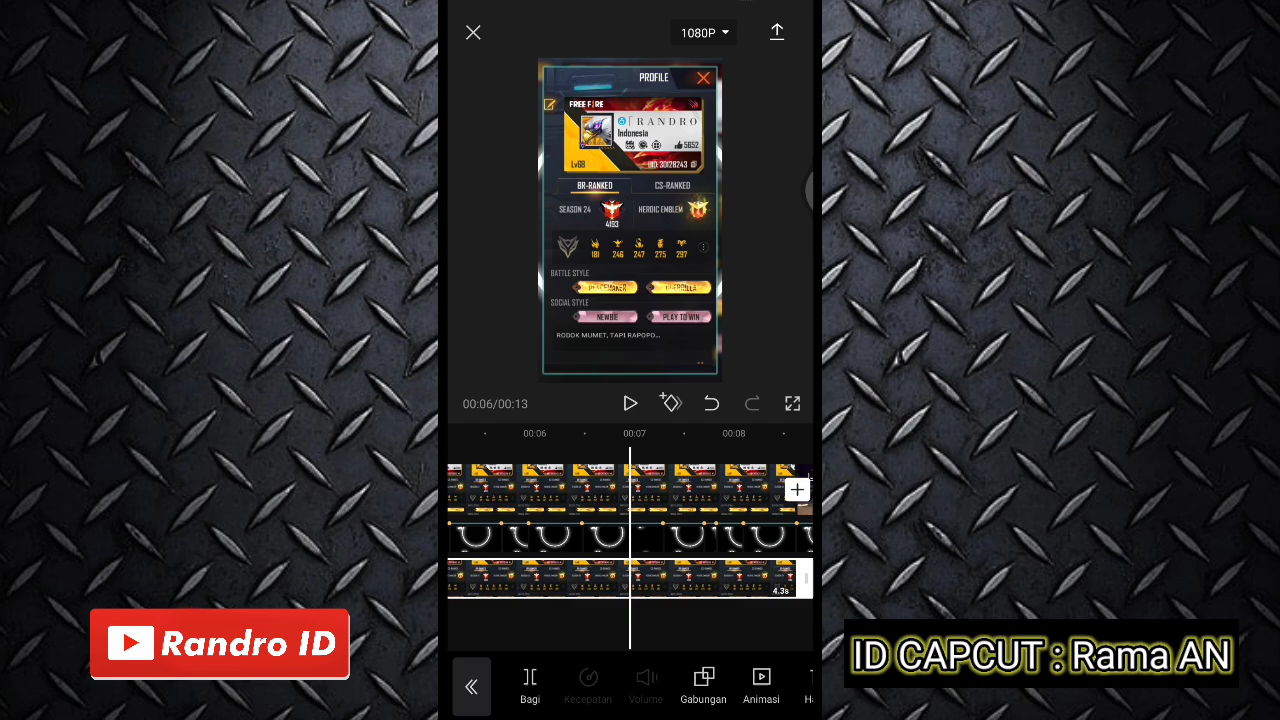 1080P
PROFILE
FREE FIRE
RANDRO
Indonesia
5652
Lv68
UID: 30128243
BR-RANKED
CS-RANKED
SEASON 24
HEROIC EMBLEM
4193
181 246 247 275 297
BATTLE STYLE
PEACEMAKER
GUERRILLA
SOCIAL STYLE
NEWBIE
PLAY TO WIN
RODOK MUMET, TAPI RAPOPO...
00:06/00:13
00:06
00:07
00:08
4.3s
Randro ID
ID CAPCUT : Rama AN
Bagi
Kecepatan
Volume
Gabungan
Animasi